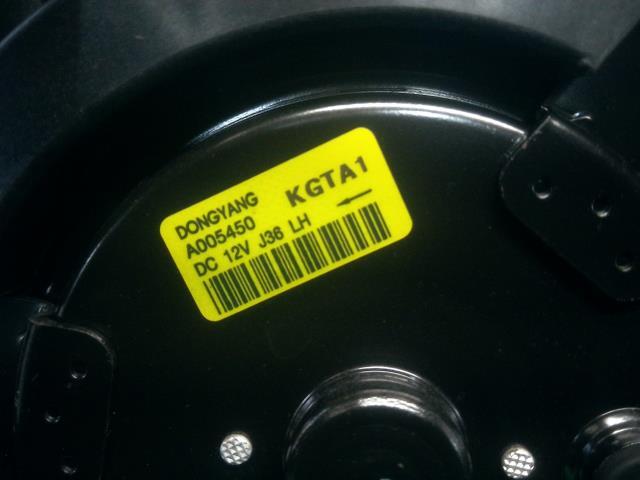 DONGYANG KGTA1
A005450
DC 12V J36 LH